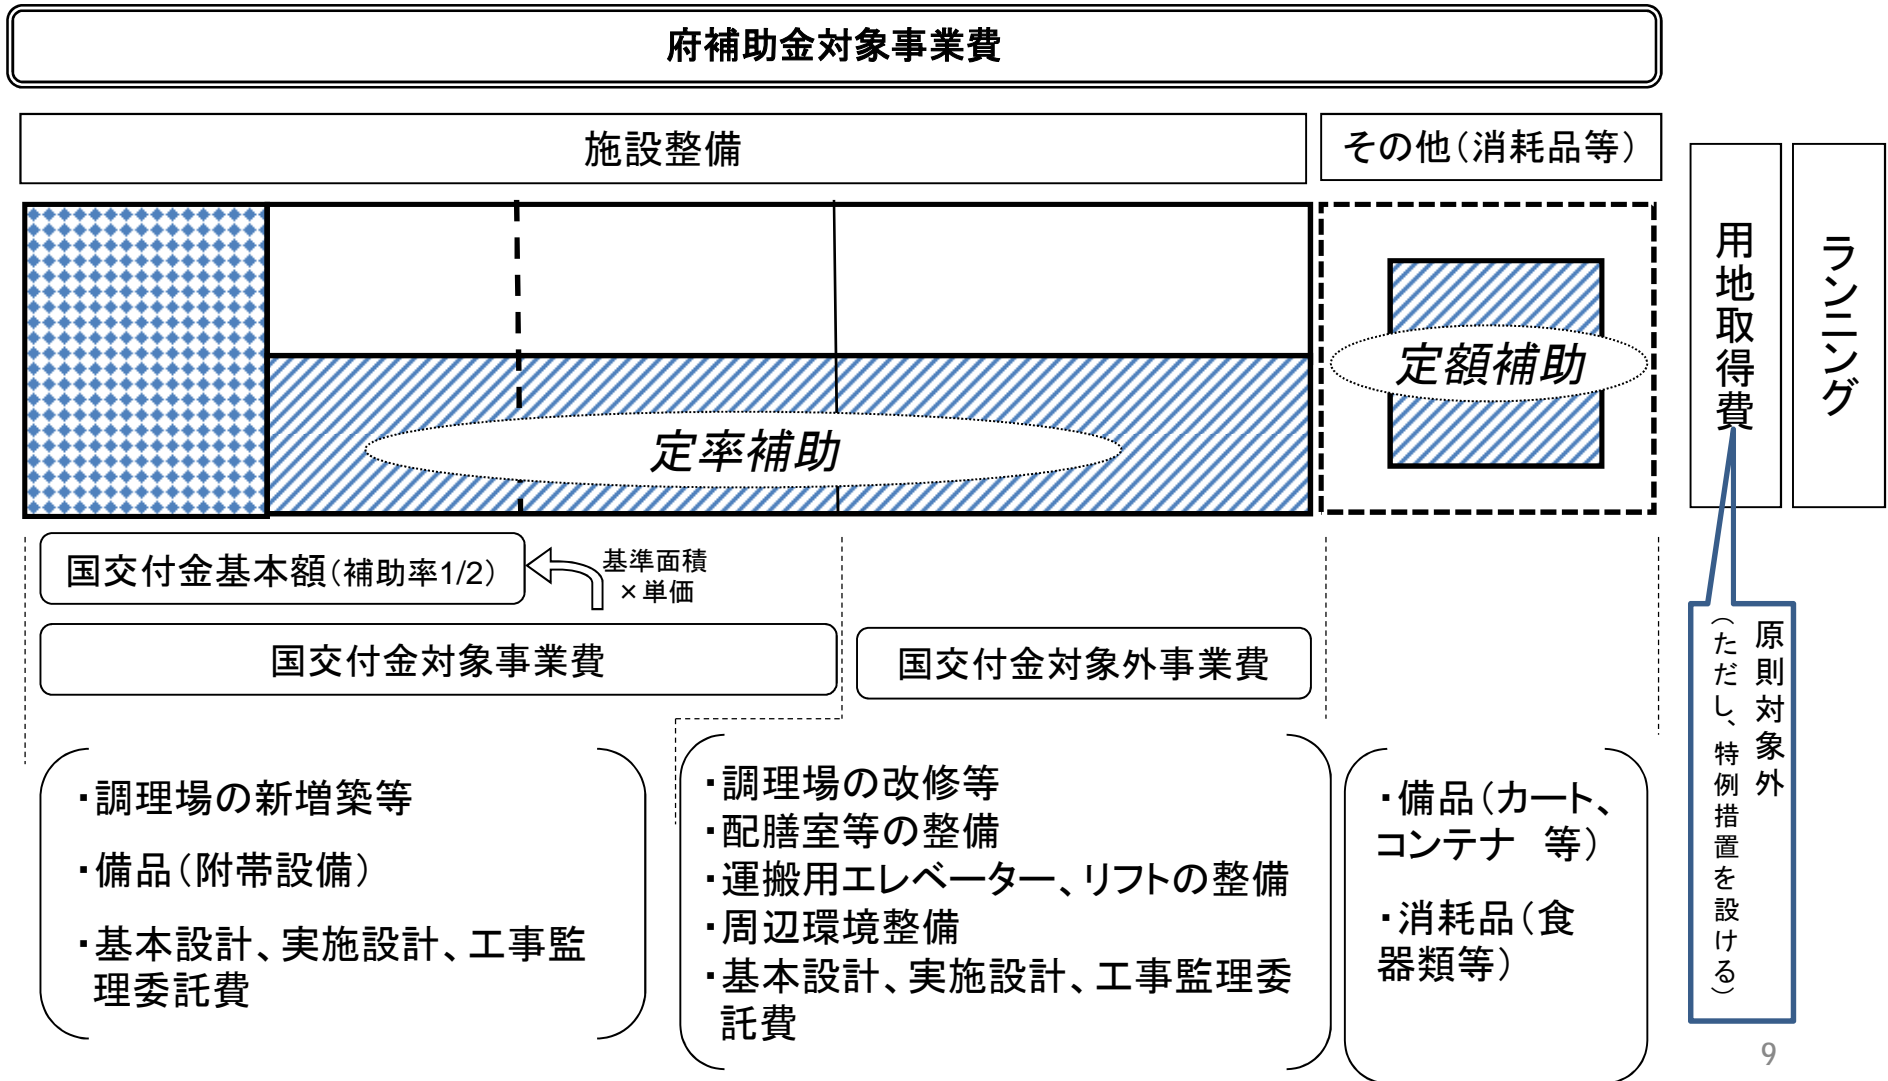 府補助金対象事業費
施設整備
その他（消耗品等）
用地取得費
ランニング
定率補助
定額補助
国交付金基本額（補助率1/2）
基準面積
×単価
国交付金対象事業費
国交付金対象外事業費
・調理場の新増築等
・備品（附帯設備）
・基本設計、実施設計、工事監
理委託費
・調理場の改修等
・配膳室等の整備
・運搬用エレベーター、リフトの整備
・周辺環境整備
・基本設計、実施設計、工事監理委
託費
・備品（カート、
コンテナ　等）
・消耗品（食
器類等）
原則対象外
（ただし、特例措置を設ける）
9